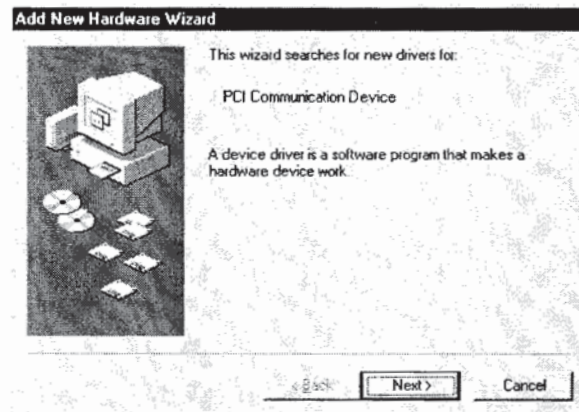 Add New Hardware Wizard
This wizard searches for new drivers for:
PCI Communication Device
A device driver is a software program that makes a
hardware device work.
< Back
Next >
Cancel